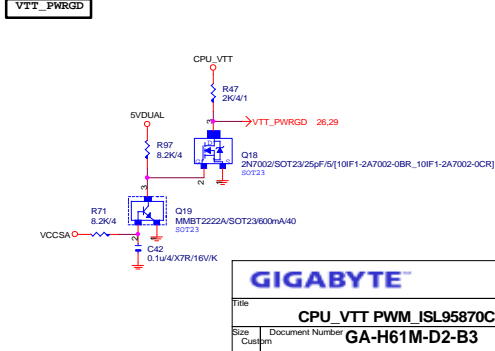 VTT_PWRGD
CPU_VTT
R47
2K/4/1
5VDUAL
3
VTT_PWRGD 26,29
R97
8.2K/4
Q18
2N7002/SOT23/25pF/5/[10IF1-2A7002-0BR_10IF1-2A7002-0CR]
SOT23
2
3
R71
8.2K/4
Q19
MMBT2222A/SOT23/600mA/40
SOT23
VCCSA
2
C42
0.1u/4/X7R/16V/K
GIGABYTE
Title
CPU_VTT PWM_ISL95870C
Size
Custom
Document Number
GA-H61M-D2-B3